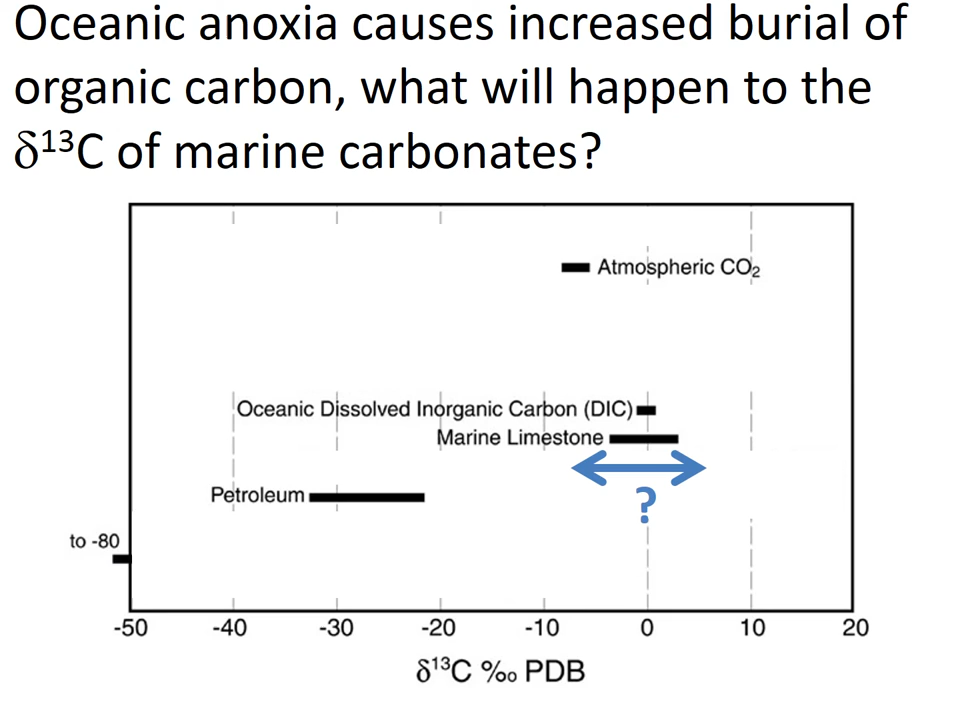 Oceanic anoxia causes increased burial of
organic carbon, what will happen to the
δ¹³C of marine carbonates?
Atmospheric CO₂
Oceanic Dissolved Inorganic Carbon (DIC)
Marine Limestone
Petroleum
?
to -80
-50 -40 -30 -20 -10 0 10 20
δ¹³C ‰ PDB